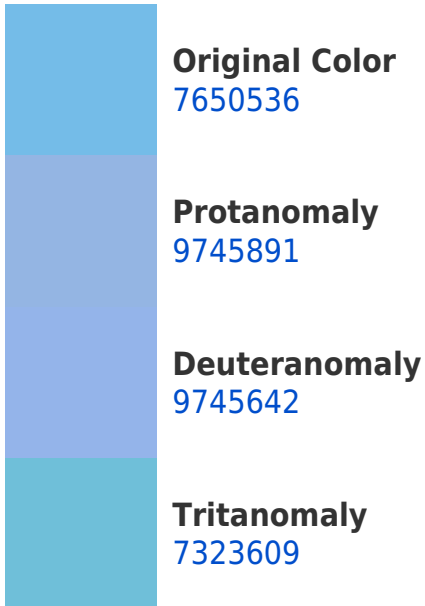 Original Color
7650536
Protanomaly
9745891
Deuteranomaly
9745642
Tritanomaly
7323609